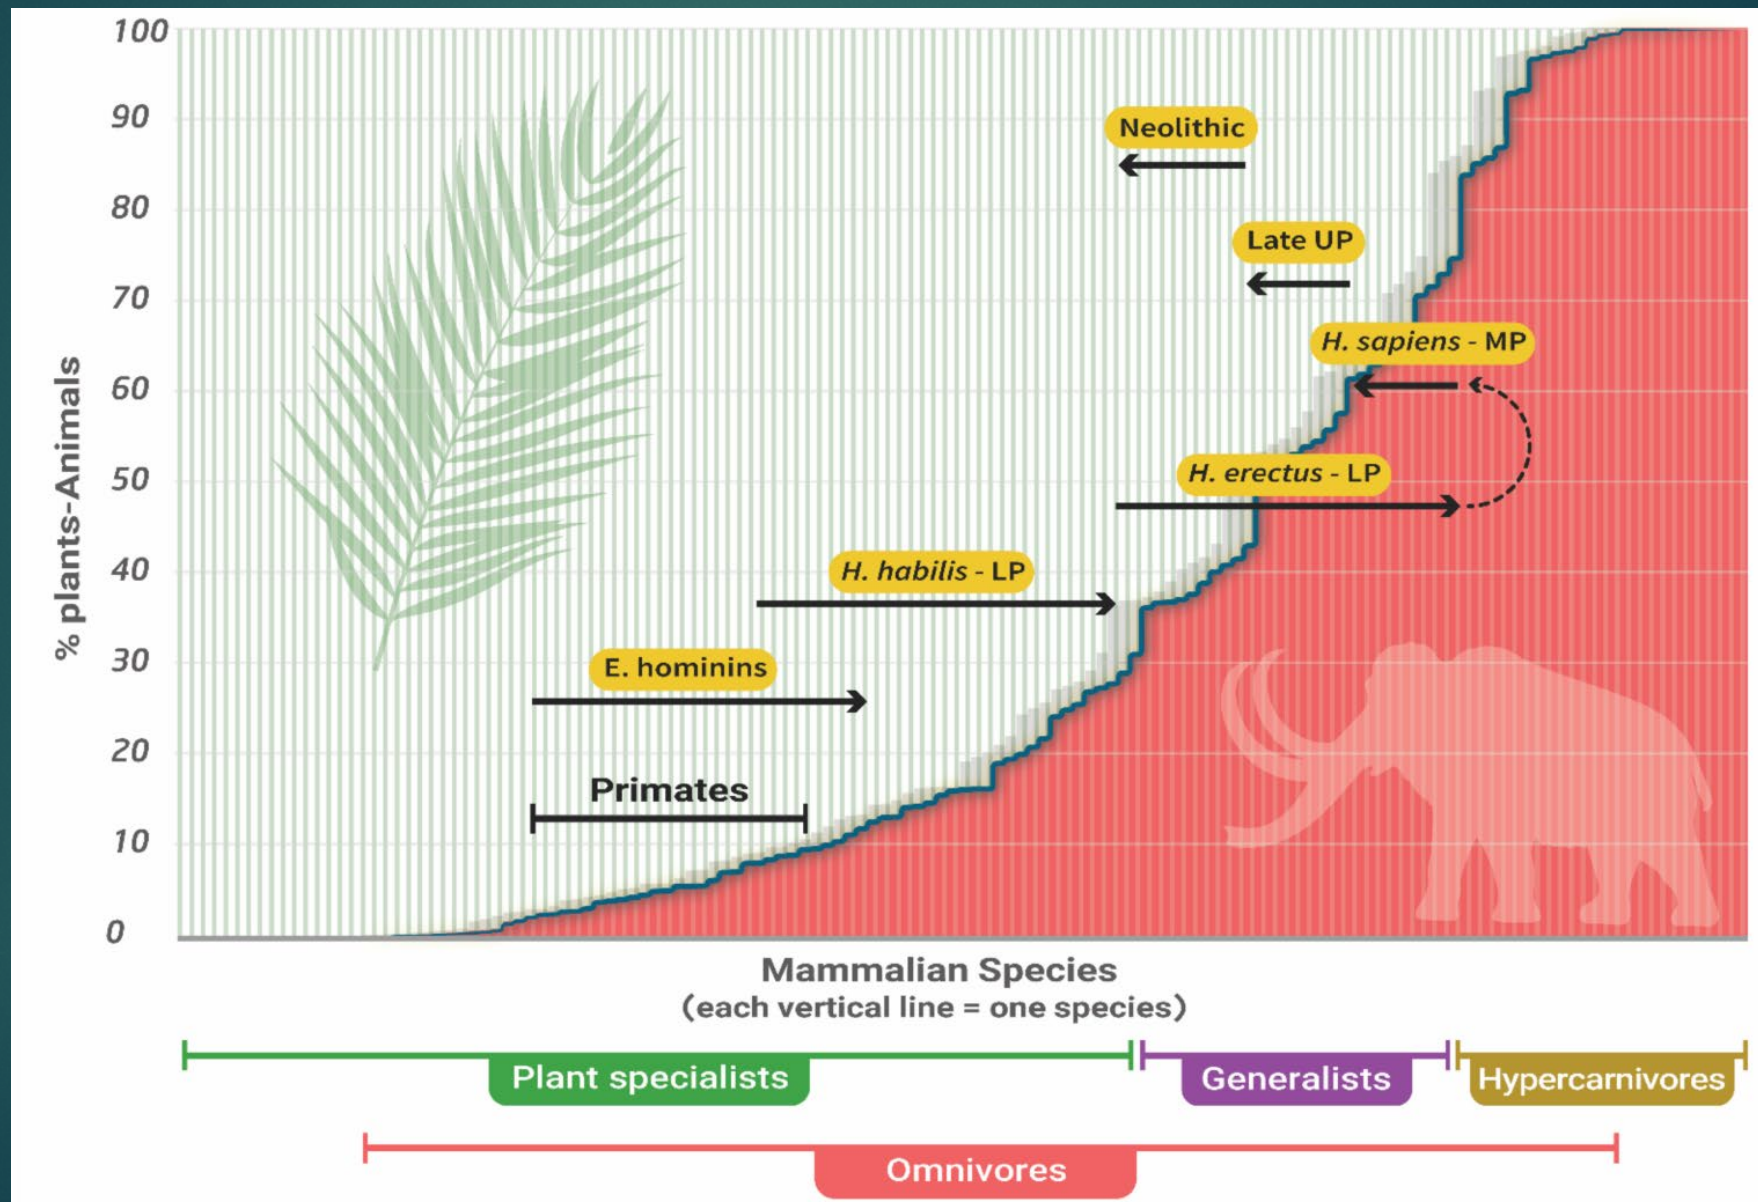 100
90
80
70
60
50
40
30
20
10
0
% plants-Animals
Neolithic
Late UP
H. sapiens - MP
H. erectus - LP
H. habilis - LP
E. hominins
Primates
Mammalian Species
(each vertical line = one species)
Plant specialists
Generalists
Hypercarnivores
Omnivores